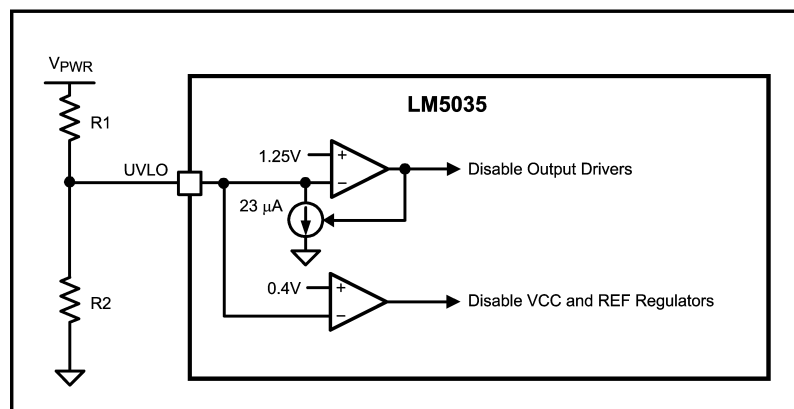 VPWR
LM5035
R1
1.25V
+
−
Disable Output Drivers
UVLO
23 μA
R2
0.4V
+
−
Disable VCC and REF Regulators